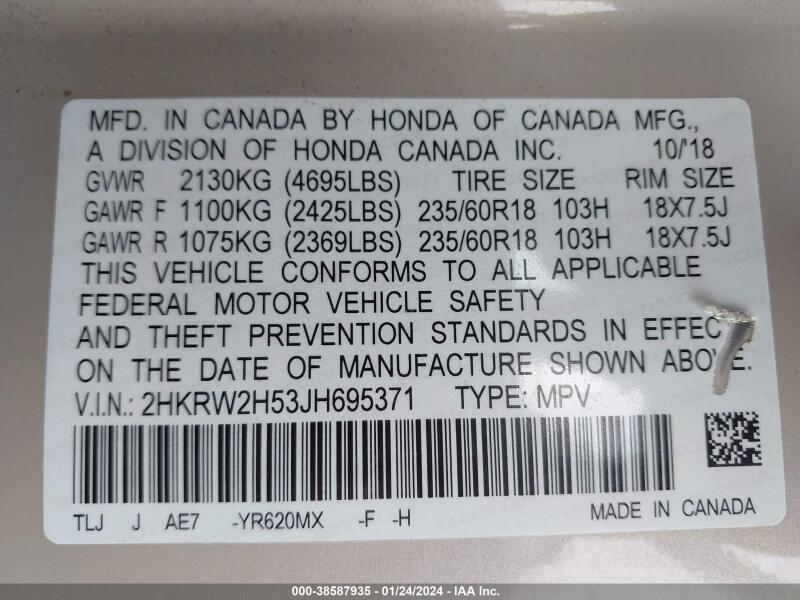 MFD. IN CANADA BY HONDA OF CANADA MFG.,
A DIVISION OF HONDA CANADA INC. 10/'18
GVWR 2130KG (4695LBS) TIRE SIZE RIM SIZE
GAWR F 1100KG (2425LBS) 235/60R18 103H 18X7.5J
GAWR R 1075KG (2369LBS) 235/60R18 103H 18X7.5J
THIS VEHICLE CONFORMS TO ALL APPLICABLE
FEDERAL MOTOR VEHICLE SAFETY
AND THEFT PREVENTION STANDARDS IN EFFECT
ON THE DATE OF MANUFACTURE SHOWN ABOVE.
V.I.N.: 2HKRW2H53JH695371 TYPE: MPV
TLJ J AE7 -YR620MX -F -H MADE IN CANADA
000-38587935 - 01/24/2024 - IAA Inc.